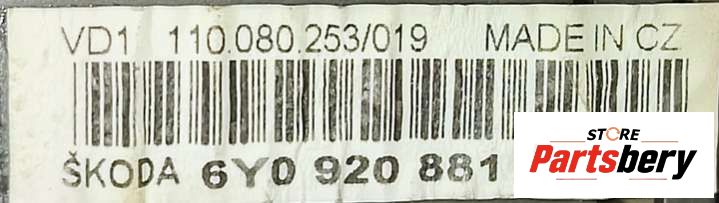 VD1 110.080.253/019 MADE IN CZ
ŠKODA 6Y0 920 881
STORE
Partsbery